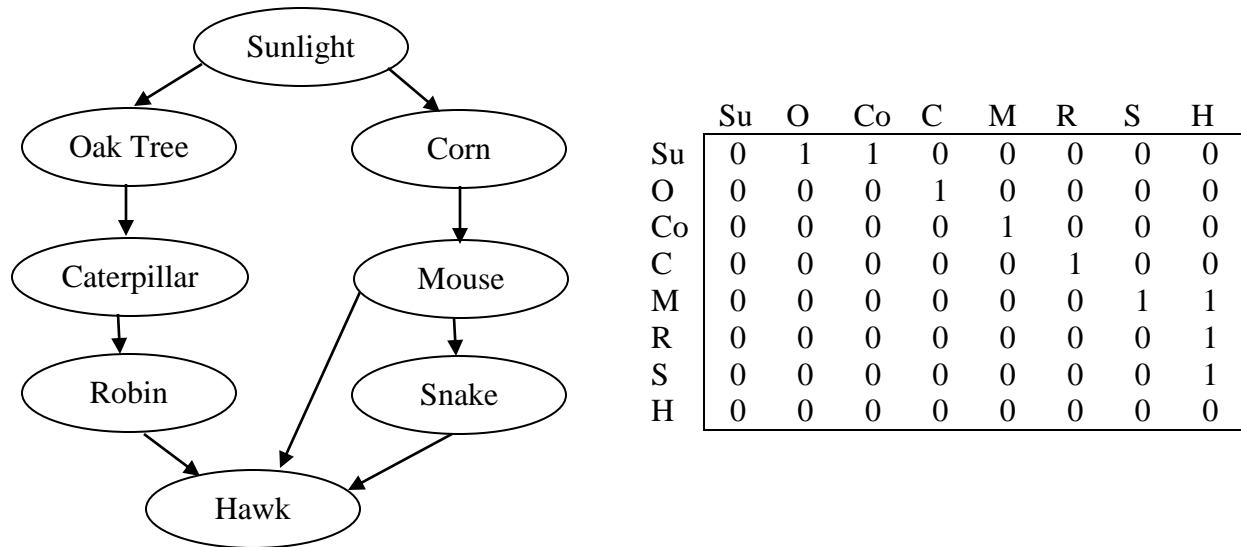 Sunlight
Oak Tree
Corn
Caterpillar
Mouse
Robin
Snake
Hawk
Su O Co C M R S H
Su 0 1 1 0 0 0 0 0
O 0 0 0 1 0 0 0 0
Co 0 0 0 0 1 0 0 0
C 0 0 0 0 0 1 0 0
M 0 0 0 0 0 0 1 1
R 0 0 0 0 0 0 0 1
S 0 0 0 0 0 0 0 1
H 0 0 0 0 0 0 0 0